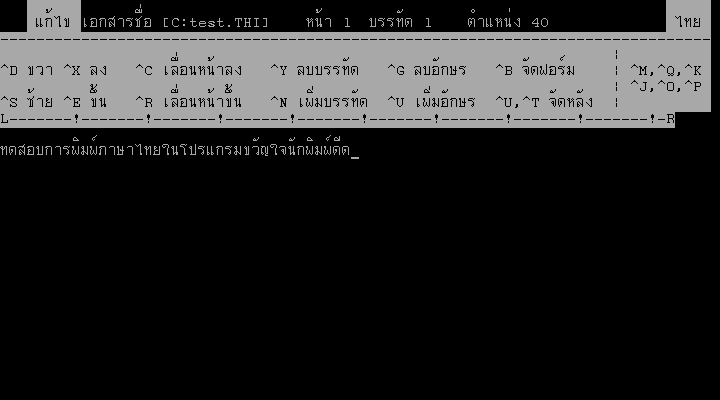 แก้ไข เอกสารชื่อ [C:test.THI] หน้า 1 บรรทัด 1 ตำแหน่ง 40 ไทย
^D ขวา ^X ลง ^C เลื่อนหน้าลง ^Y ลบบรรทัด ^G ลบอักษร ^B จัดฟอร์ม ¦ ^M,^Q,^K
^J,^O,^P
^S ซ้าย ^E ขึ้น ^R เลื่อนหน้าขึ้น ^N เพิ่มบรรทัด ^V เพิ่มอักษร ^U,^T จัดหลัง ¦
L-------!-------!-------!-------!-------!-------!-------!-------!-------!-R
ทดสอบการพิมพ์ภาษาไทยในโปรแกรมขวัญใจนักพิมพ์ดีด_